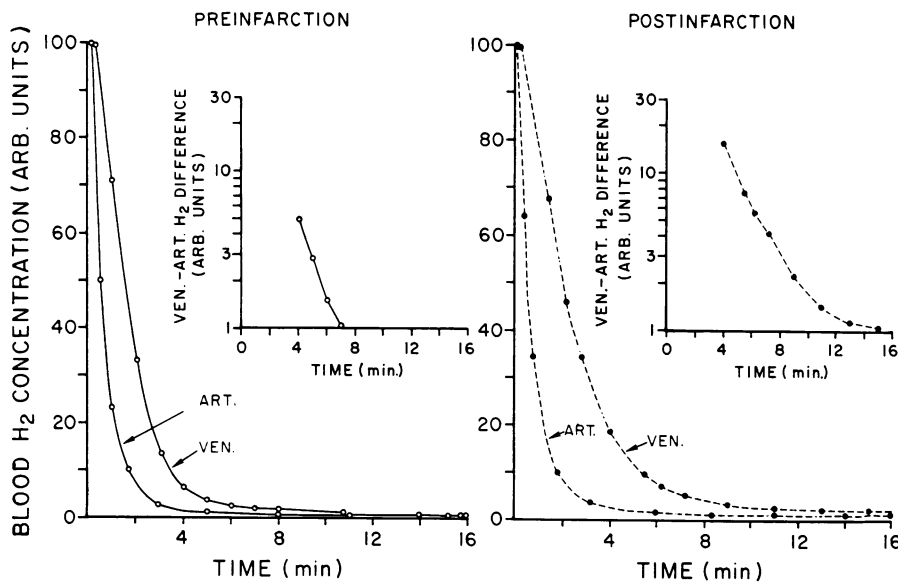 PREINFARCTION
BLOOD H2 CONCENTRATION (ARB. UNITS)
100
80
60
40
20
0
4
8
12
16
TIME (min)
ART.
VEN.
VEN.-ART. H2 DIFFERENCE
(ARB. UNITS)
30
10
3
1
0
4
8
12
16
TIME (min.)
POSTINFARCTION
100
80
60
40
20
0
4
8
12
16
TIME (min)
ART.
VEN.
VEN.-ART. H2 DIFFERENCE
(ARB. UNITS)
30
10
3
1
0
4
8
12
16
TIME (min.)